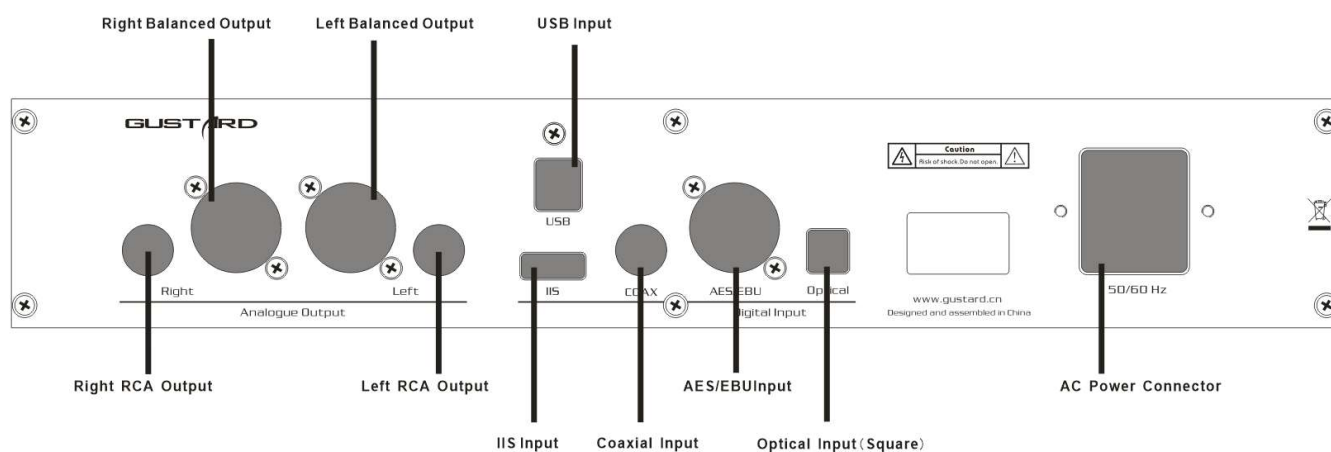 Right Balanced Output
Left Balanced Output
USB Input
GUSTARD
Caution
Risk of shock.Do not open.
USB
Right
Left
IIS
COAX
AES/EBU
Optical
50/60 Hz
Analogue Output
Digital Input
www.gustard.cn
Designed and assembled in China
Right RCA Output
Left RCA Output
AES/EBUInput
AC Power Connector
IIS Input
Coaxial Input
Optical Input(Square)